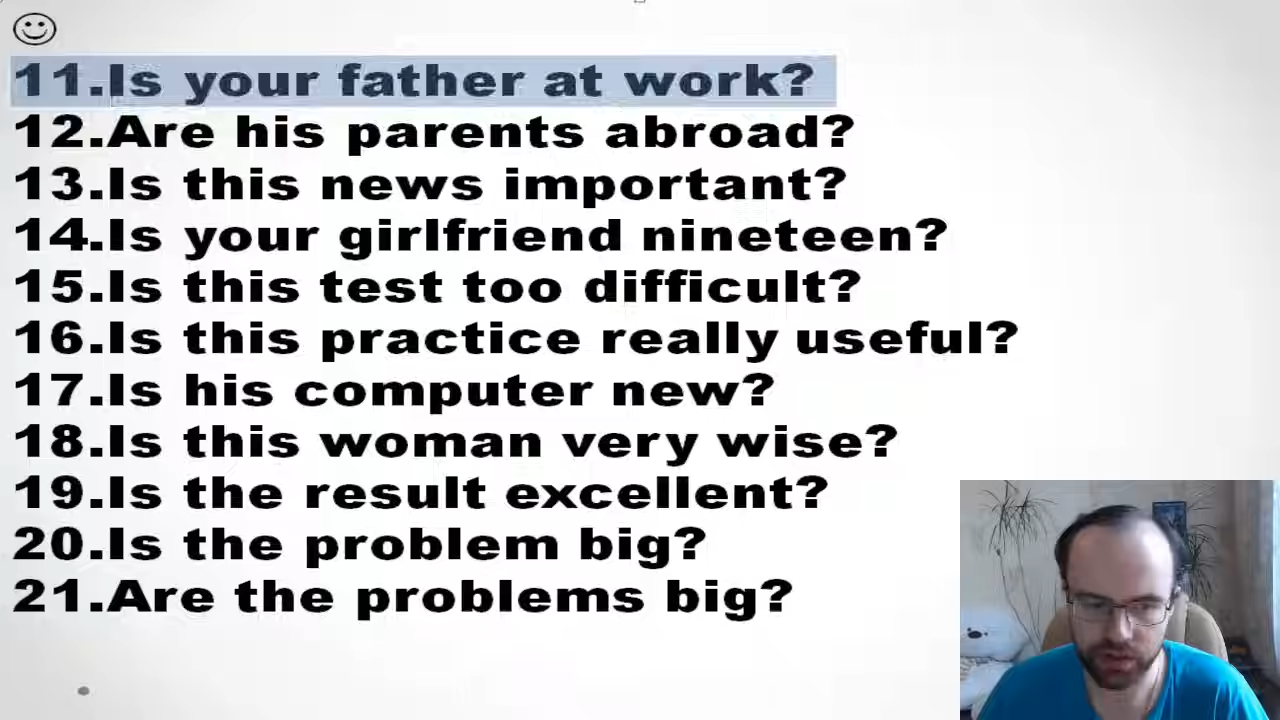 11.Is your father at work?
12.Are his parents abroad?
13.Is this news important?
14.Is your girlfriend nineteen?
15.Is this test too difficult?
16.Is this practice really useful?
17.Is his computer new?
18.Is this woman very wise?
19.Is the result excellent?
20.Is the problem big?
21.Are the problems big?